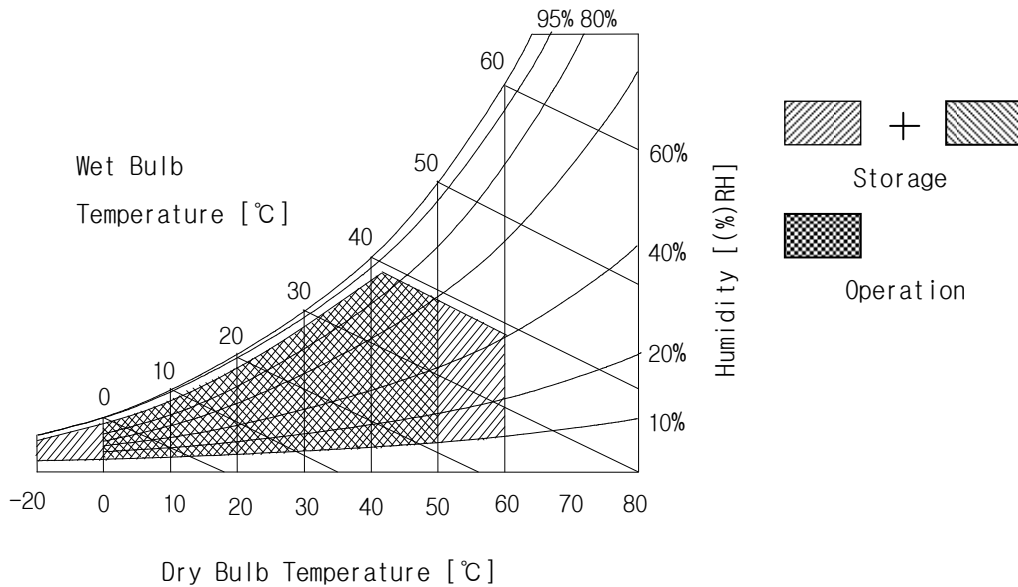 95% 80%
60
50
Wet Bulb
Temperature [℃]
40
30
20
10
0
60%
40%
20%
10%
Humidity [(%)RH]
+
Storage
Operation
-20 0 10 20 30 40 50 60 70 80
Dry Bulb Temperature [℃]